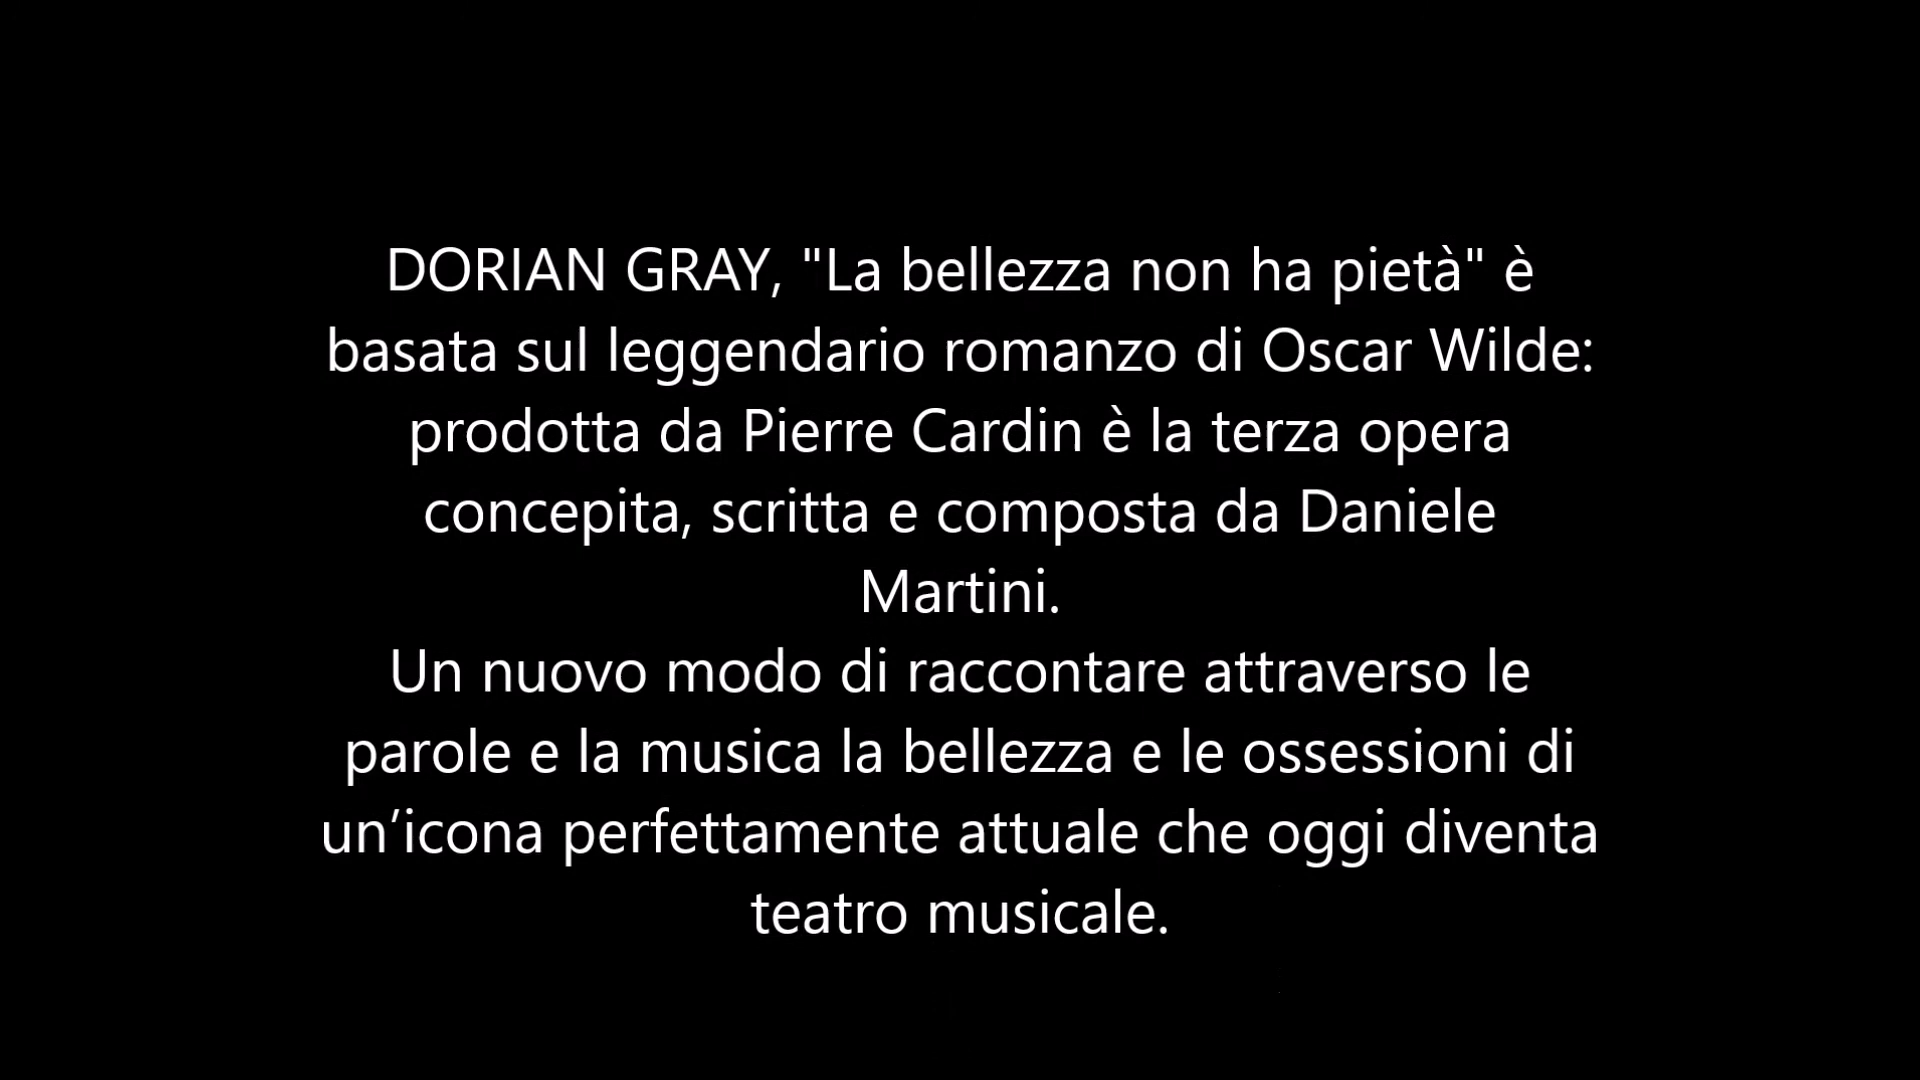 DORIAN GRAY, "La bellezza non ha pietà" è
basata sul leggendario romanzo di Oscar Wilde:
prodotta da Pierre Cardin è la terza opera
concepita, scritta e composta da Daniele
Martini.
Un nuovo modo di raccontare attraverso le
parole e la musica la bellezza e le ossessioni di
un’icona perfettamente attuale che oggi diventa
teatro musicale.